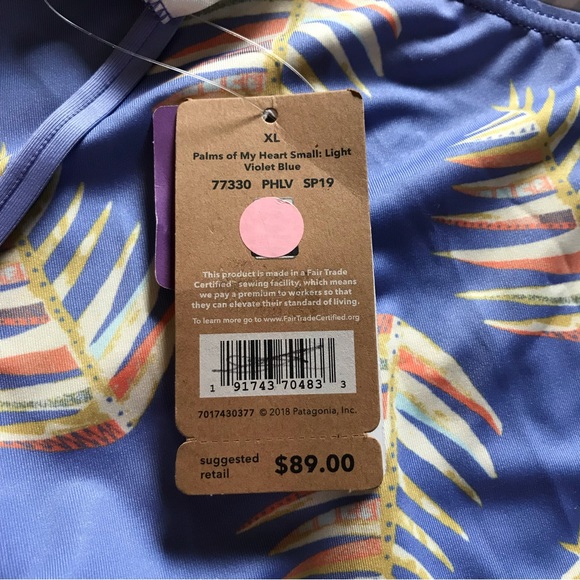 XL
Palms of My Heart Small: Light
Violet Blue
77330 PHLV SP19
This product is made in a Fair Trade
Certified™ sewing facility, which means
we pay a premium to workers so that
they can elevate their standard of living.
To learn more go to www.FairTradeCertified.org
1 91743 70483 3
7017430377 © 2018 Patagonia, Inc.
suggested
retail
$89.00